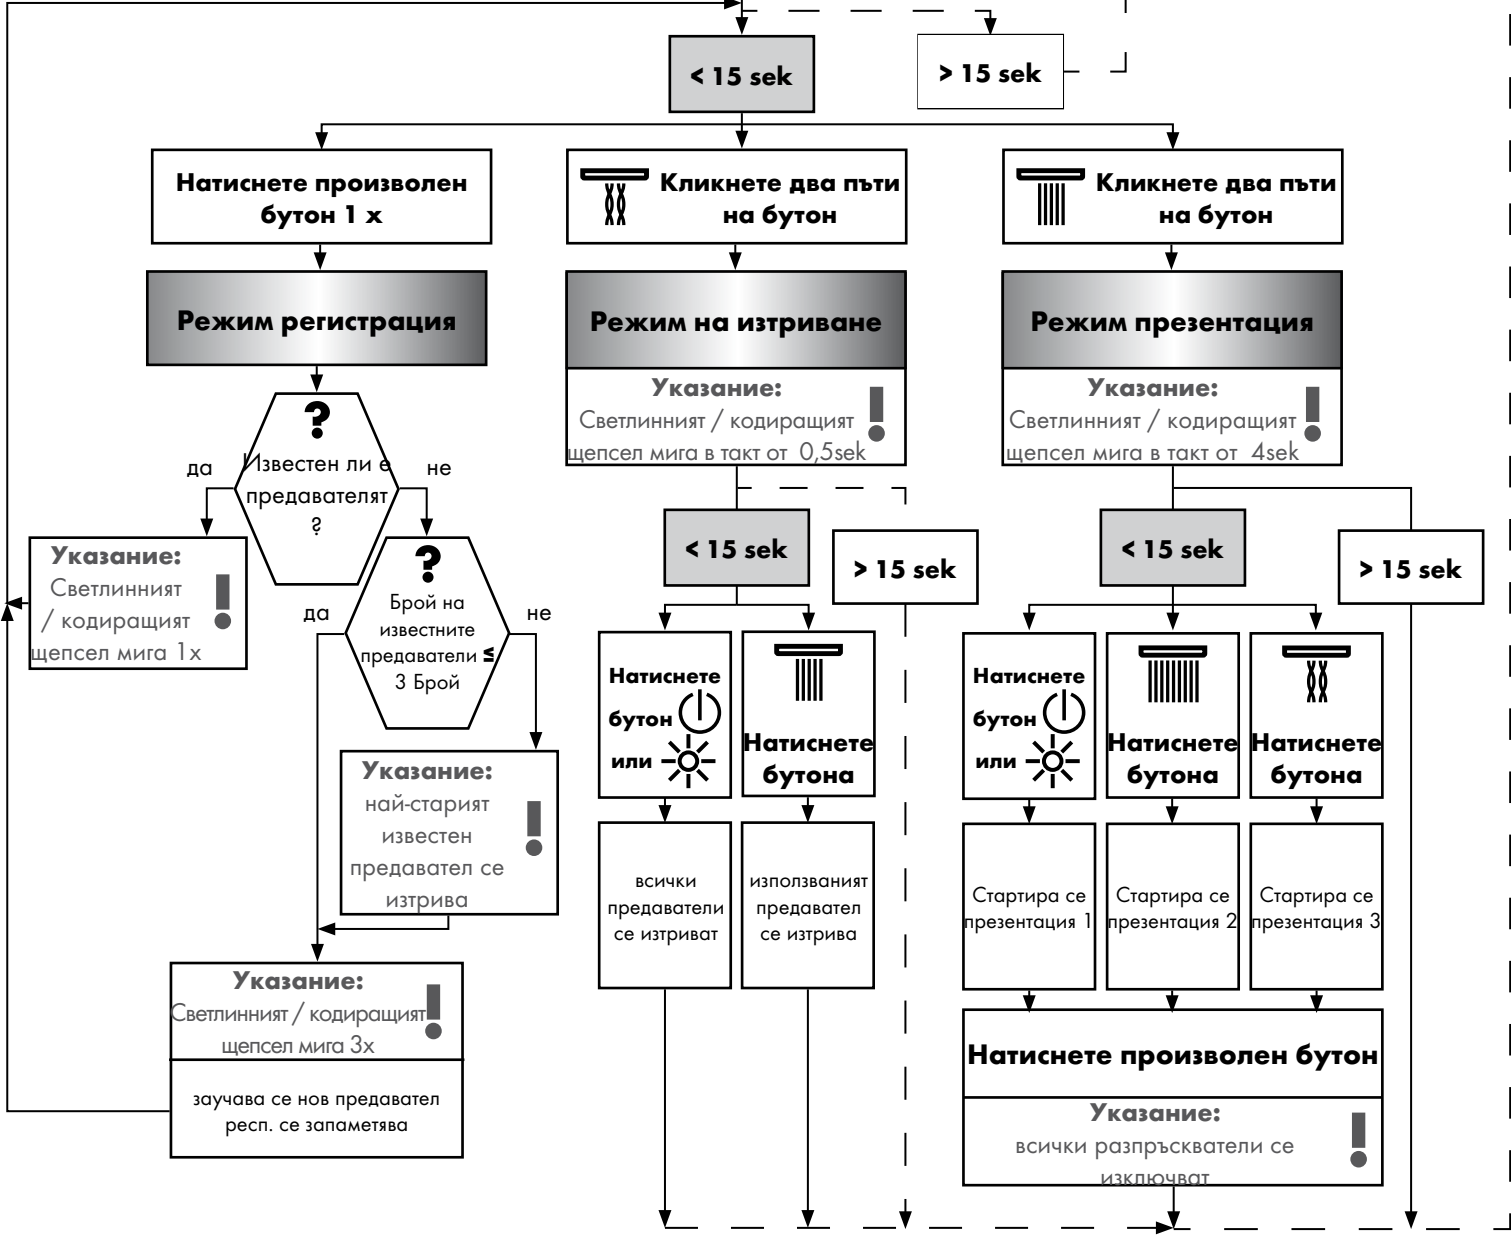 < 15 sek
> 15 sek
Натиснете произволен
бутон 1 x
Кликнете два пъти
на бутон
Кликнете два пъти
на бутон
Режим регистрация
Режим на изтриване
Режим презентация
Указание:
Светлинният / кодиращият
щепсел мига в такт от 0,5sek
Указание:
Светлинният / кодиращият
щепсел мига в такт от 4sek
?
Известен ли е
предавателят
?
да
не
Указание:
Светлинният
/ кодиращият
щепсел мига 1x
?
Брой на
известните
предаватели ≤
3 Брой
да
не
Указание:
най-старият
известен
предавател се
изтрива
Указание:
Светлинният / кодиращият
щепсел мига 3x
заучава се нов предавател
респ. се запаметява
< 15 sek
> 15 sek
Натиснете
бутон
или
Натиснете
бутона
всички
предаватели
се изтриват
използваният
предавател
се изтрива
< 15 sek
> 15 sek
Натиснете
бутон
или
Натиснете
бутона
Натиснете
бутона
Стартира се
презентация 1
Стартира се
презентация 2
Стартира се
презентация 3
Натиснете произволен бутон
Указание:
всички разпръскватели се
изключват